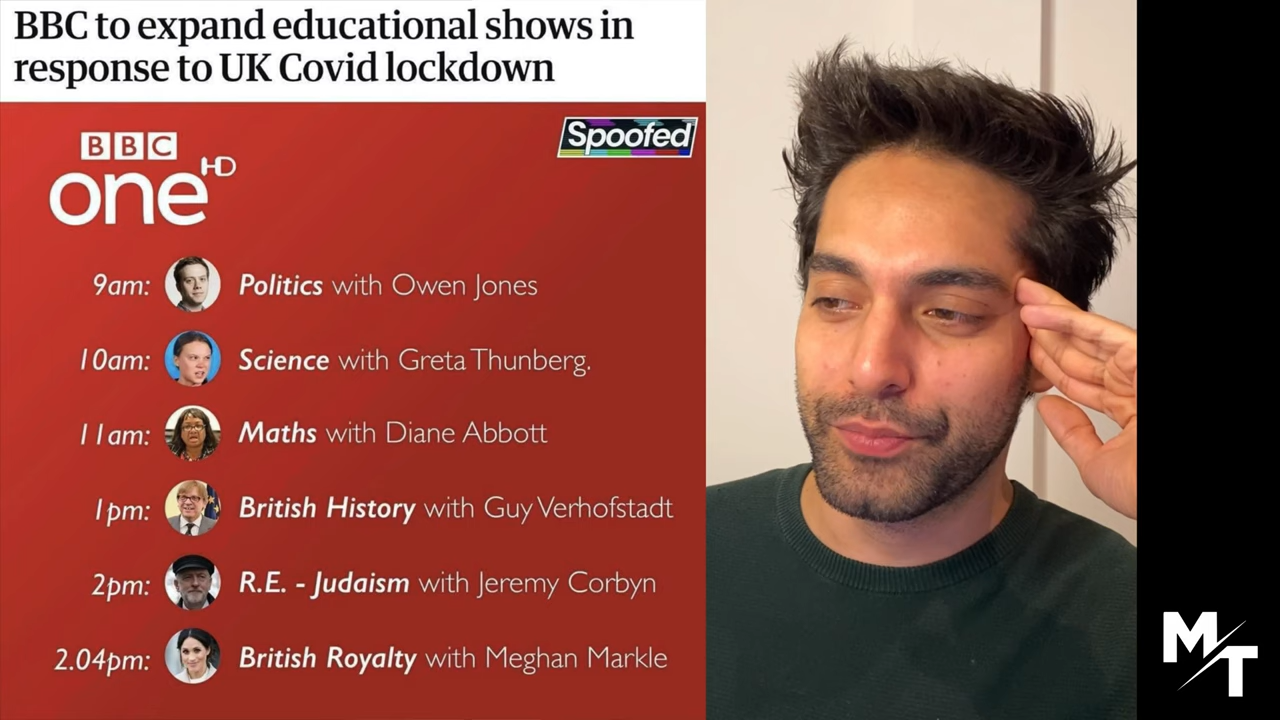 BBC to expand educational shows in
response to UK Covid lockdown
BBC
one HD
Spoofed
9am: Politics with Owen Jones
10am: Science with Greta Thunberg.
11am: Maths with Diane Abbott
1pm: British History with Guy Verhofstadt
2pm: R.E. - Judaism with Jeremy Corbyn
2.04pm: British Royalty with Meghan Markle
M/T